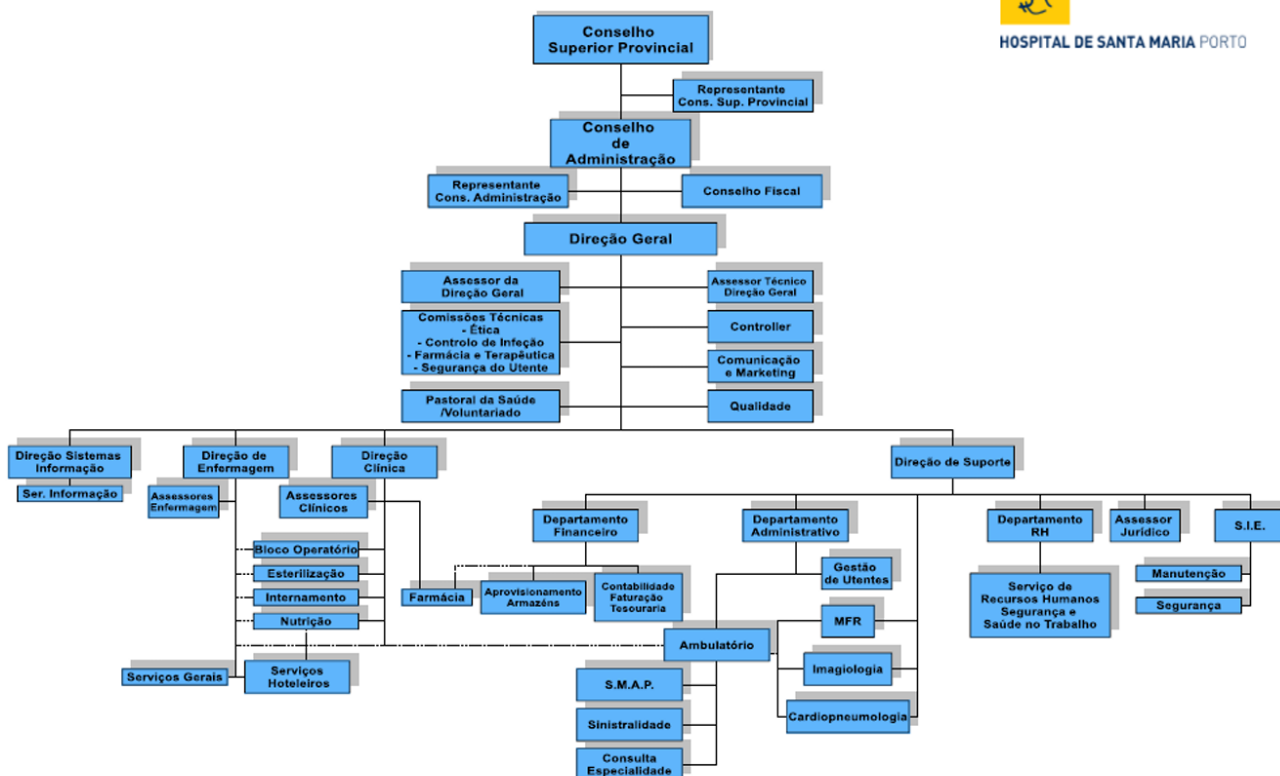 HOSPITAL DE SANTA MARIA PORTO
Conselho
Superior Provincial
Representante
Cons. Sup. Provincial
Conselho
de
Administração
Representante
Cons. Administração
Conselho Fiscal
Direção Geral
Assessor da
Direção Geral
Assessor Técnico
Direção Geral
Comissões Técnicas
- Ética
- Controlo de Infeção
- Farmácia e Terapêutica
- Segurança do Utente
Controller
Comunicação
e Marketing
Pastoral da Saúde
/Voluntariado
Qualidade
Direção Sistemas
Informação
Direção de
Enfermagem
Direção
Clínica
Direção de Suporte
Ser. Informação
Assessores
Enfermagem
Assessores
Clínicos
Departamento
Financeiro
Departamento
Administrativo
Departamento
RH
Assessor
Jurídico
S.I.E.
Bloco Operatório
Esterilização
Internamento
Nutrição
Farmácia
Aprovisionamento
Armazéns
Contabilidade
Faturação
Tesouraria
Gestão
de Utentes
Serviço de
Recursos Humanos
Segurança e
Saúde no Trabalho
Manutenção
Segurança
MFR
Ambulatório
Imagiologia
Cardiopneumologia
Serviços Gerais
Serviços
Hoteleiros
S.M.A.P.
Sinistralidade
Consulta
Especialidade